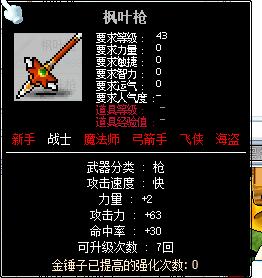 枫叶枪
要求等级: 43
要求力量: 0
要求敏捷: 0
要求智力: 0
要求运气: 0
要求人气度: -
道具等级: -
道具经验值: -
新手 战士 魔法师 弓箭手 飞侠 海盗
武器分类 : 枪
攻击速度 : 快
力量 : +2
攻击力 : +63
命中率 : +30
可升级次数 : 7回
金锤子已提高的强化次数: 0